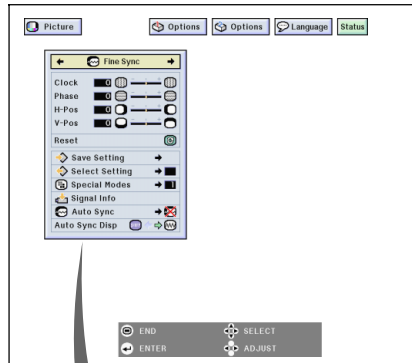 Picture Options Options Language Status
Fine Sync
Clock 0
Phase 0
H-Pos 0
V-Pos 0
Reset
Save Setting
Select Setting
Special Modes 1
Signal Info
Auto Sync
Auto Sync Disp
END SELECT
ENTER ADJUST